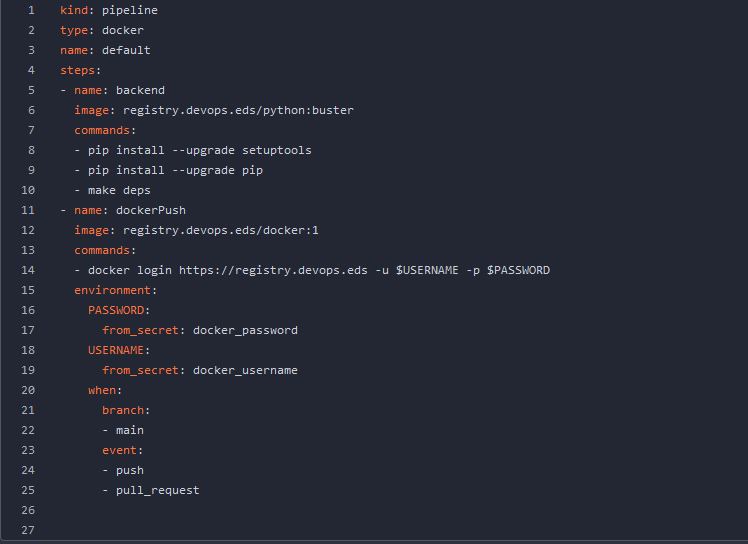 1 kind: pipeline
2 type: docker
3 name: default
4 steps:
5 - name: backend
6   image: registry.devops.eds/python:buster
7   commands:
8   - pip install --upgrade setuptools
9   - pip install --upgrade pip
10   - make deps
11 - name: dockerPush
12   image: registry.devops.eds/docker:1
13   commands:
14   - docker login https://registry.devops.eds -u $USERNAME -p $PASSWORD
15   environment:
16     PASSWORD:
17       from_secret: docker_password
18     USERNAME:
19       from_secret: docker_username
20     when:
21       branch:
22       - main
23       event:
24       - push
25       - pull_request
26
27